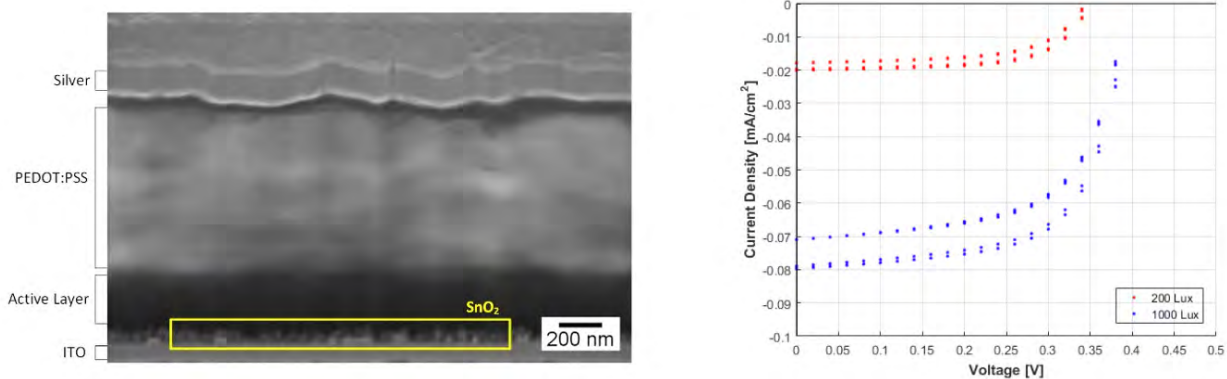 Silver
PEDOT:PSS
Active Layer
ITO
SnO₂
200 nm
Current Density [mA/cm²]
0
-0.01
-0.02
-0.03
-0.04
-0.05
-0.06
-0.07
-0.08
-0.09
-0.1
0 0.05 0.1 0.15 0.2 0.25 0.3 0.35 0.4 0.45 0.5
Voltage [V]
200 Lux
1000 Lux